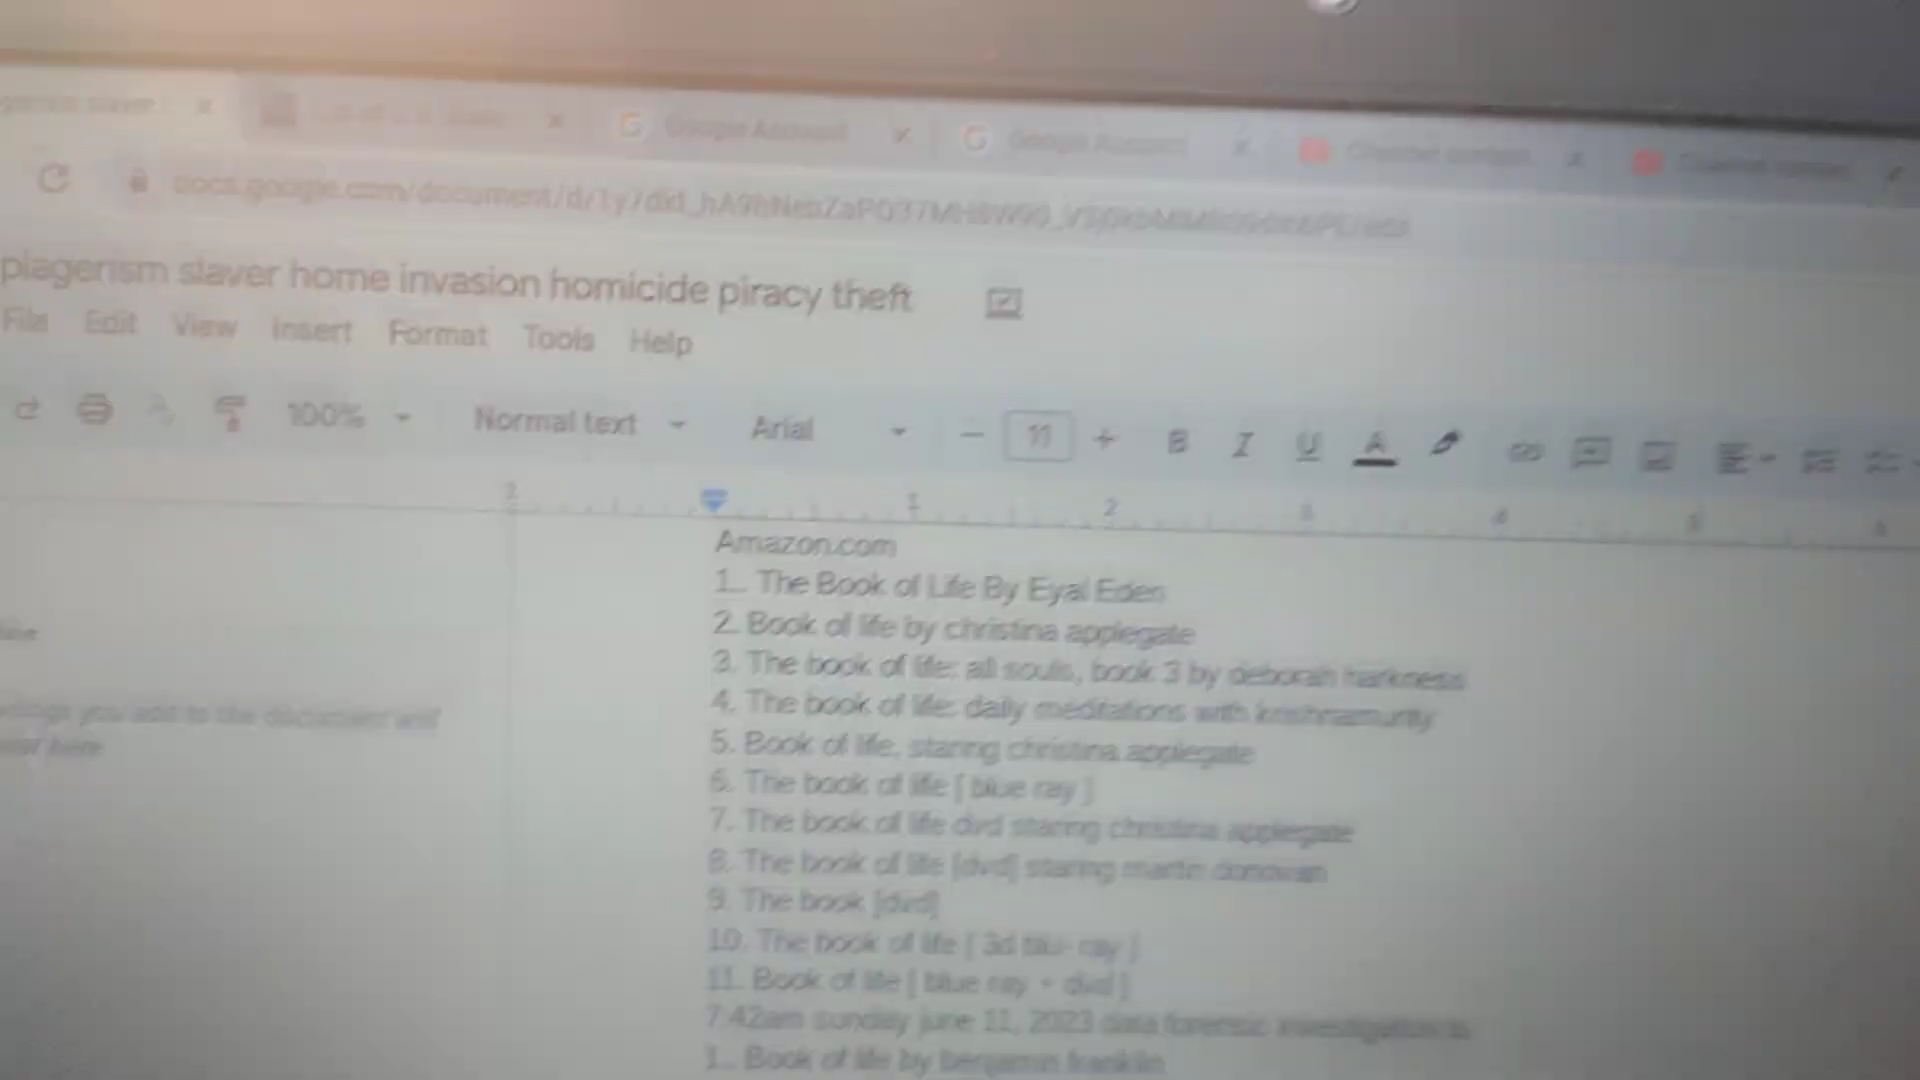 Google Account
Google Account
plagerism slaver home invasion homicide piracy theft
File Edit View Insert Format Tools Help
100% Normal text Arial 11
Amazon.com
1.. The Book of Life By Eyal Eden
2. Book of life by christina applegate
3. The book of life: all souls, book 3 by deborah harkness
4. The book of life: daily meditations with krishnamurty
5. Book of life, staring christina applegate
6. The book of life [ blue ray ]
7. The book of life dvd staring christina applegate
8. The book of life [dvd] staring martin donovan
9. The book [dvd]
10. The book of life [ 3d blu- ray ]
11. Book of life [ blue ray + dvd ]
7:42am sunday june 11, 2023 data forensic
1.. Book of life by benjamin franklin